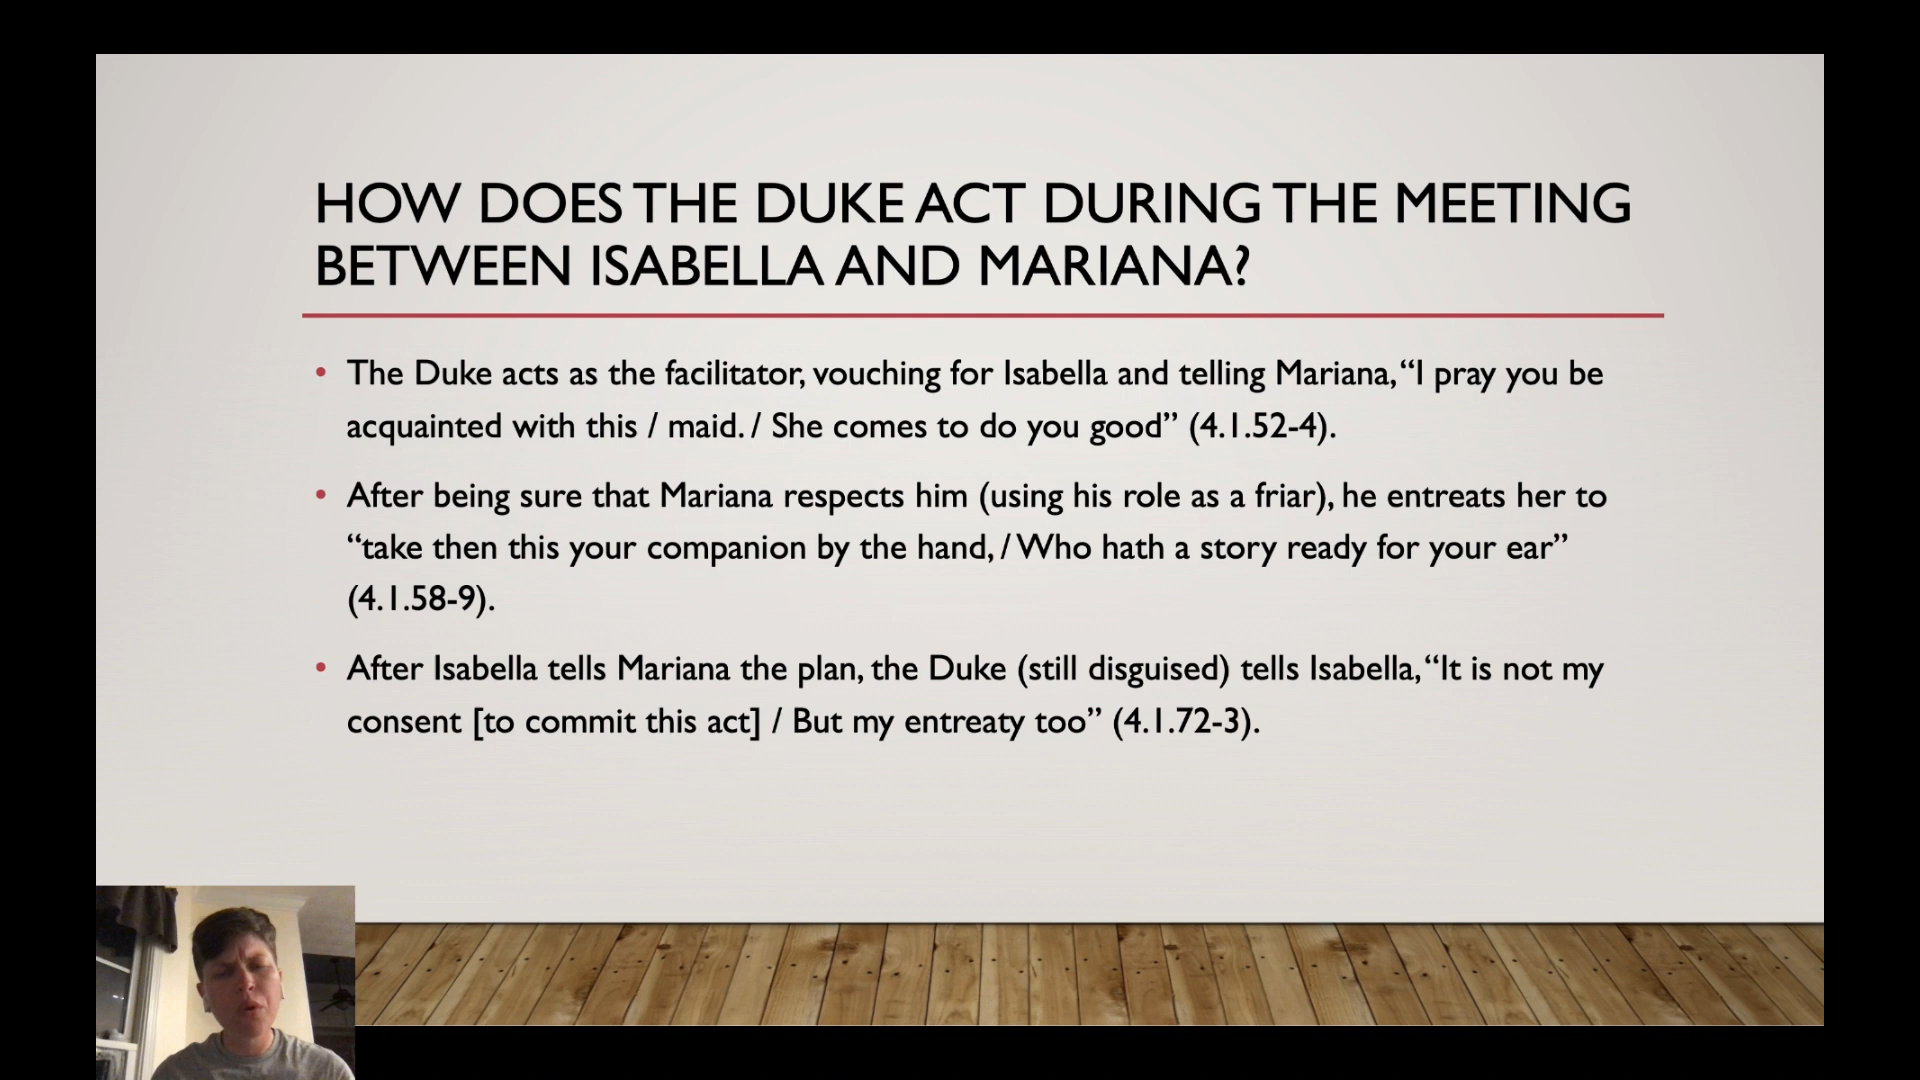 HOW DOES THE DUKE ACT DURING THE MEETING
BETWEEN ISABELLA AND MARIANA?
• The Duke acts as the facilitator, vouching for Isabella and telling Mariana, “I pray you be
acquainted with this / maid. / She comes to do you good” (4.1.52-4).
• After being sure that Mariana respects him (using his role as a friar), he entreats her to
“take then this your companion by the hand, / Who hath a story ready for your ear”
(4.1.58-9).
• After Isabella tells Mariana the plan, the Duke (still disguised) tells Isabella, “It is not my
consent [to commit this act] / But my entreaty too” (4.1.72-3).